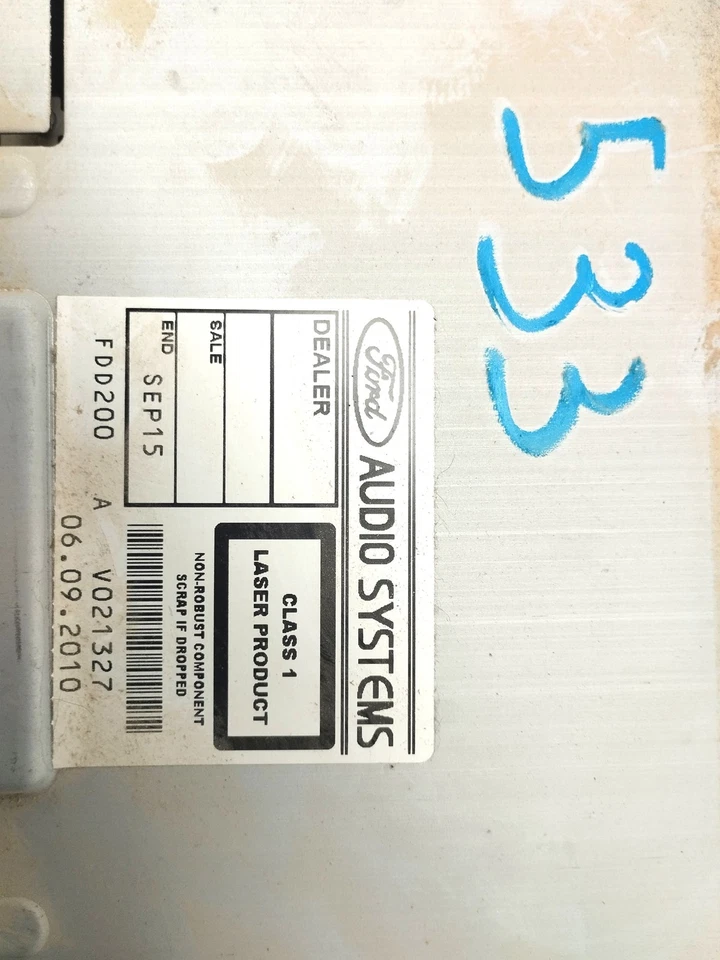 533
Ford AUDIO SYSTEMS
DEALER
SALE
END SEP15
CLASS 1
LASER PRODUCT
NON-ROBUST COMPONENT
SCRAP IF DROPPED
FDD200 A V021327
06.09.2010